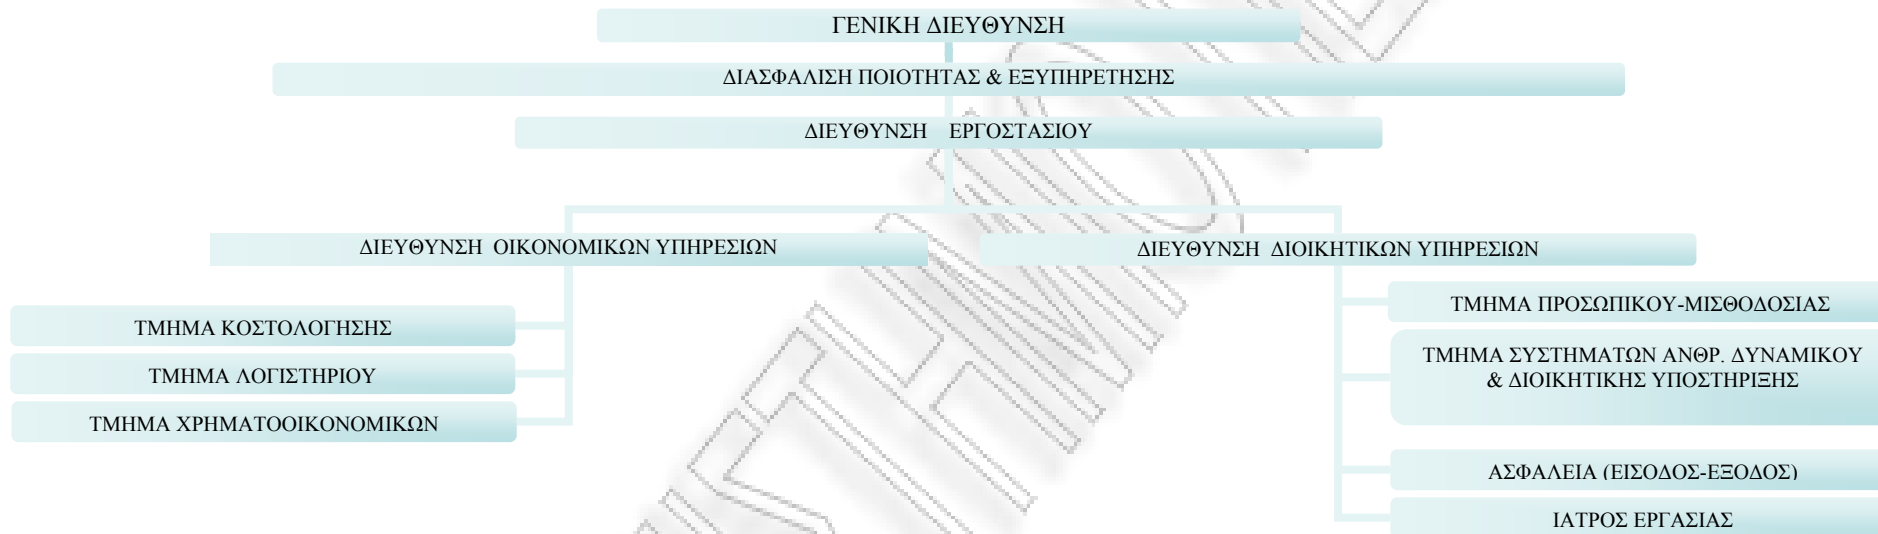 ΓΕΝΙΚΗ ΔΙΕΥΘΥΝΣΗ
ΔΙΑΣΦΑΛΙΣΗ ΠΟΙΟΤΗΤΑΣ & ΕΞΥΠΗΡΕΤΗΣΗΣ
ΔΙΕΥΘΥΝΣΗ ΕΡΓΟΣΤΑΣΙΟΥ
ΔΙΕΥΘΥΝΣΗ ΟΙΚΟΝΟΜΙΚΩΝ ΥΠΗΡΕΣΙΩΝ
ΤΜΗΜΑ ΚΟΣΤΟΛΟΓΗΣΗΣ
ΤΜΗΜΑ ΛΟΓΙΣΤΗΡΙΟΥ
ΤΜΗΜΑ ΧΡΗΜΑΤΟΟΙΚΟΝΟΜΙΚΩΝ
ΔΙΕΥΘΥΝΣΗ ΔΙΟΙΚΗΤΙΚΩΝ ΥΠΗΡΕΣΙΩΝ
ΤΜΗΜΑ ΠΡΟΣΩΠΙΚΟΥ-ΜΙΣΘΟΔΟΣΙΑΣ
ΤΜΗΜΑ ΣΥΣΤΗΜΑΤΩΝ ΑΝΘΡ. ΔΥΝΑΜΙΚΟΥ
& ΔΙΟΙΚΗΤΙΚΗΣ ΥΠΟΣΤΗΡΙΞΗΣ
ΑΣΦΑΛΕΙΑ (ΕΙΣΟΔΟΣ-ΕΞΟΔΟΣ)
ΙΑΤΡΟΣ ΕΡΓΑΣΙΑΣ